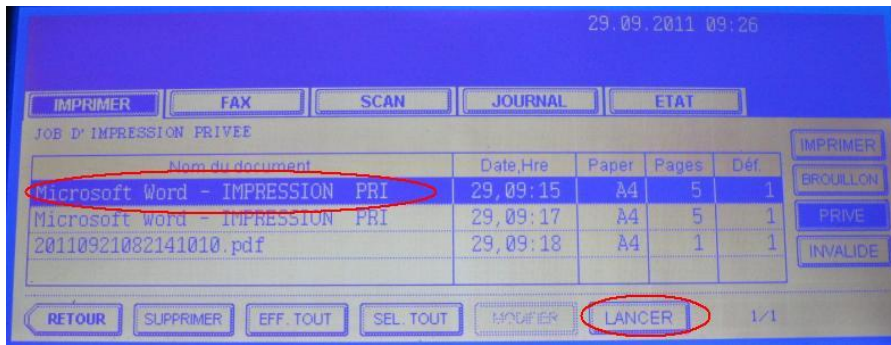 29.09.2011 09:26
IMPRIMER FAX SCAN JOURNAL ETAT
JOB D'IMPRESSION PRIVEE
IMPRIMER
Nom du document Date,Hre Paper Pages Déf.
Microsoft Word - IMPRESSION PRI 29,09:15 A4 5 1
BROUILLON
Microsoft Word - IMPRESSION PRI 29,09:17 A4 5 1
PRIVE
20110921082141010.pdf 29,09:18 A4 1 1
INVALIDE
RETOUR SUPPRIMER EFF. TOUT SEL. TOUT MODIFIER LANCER 1/1